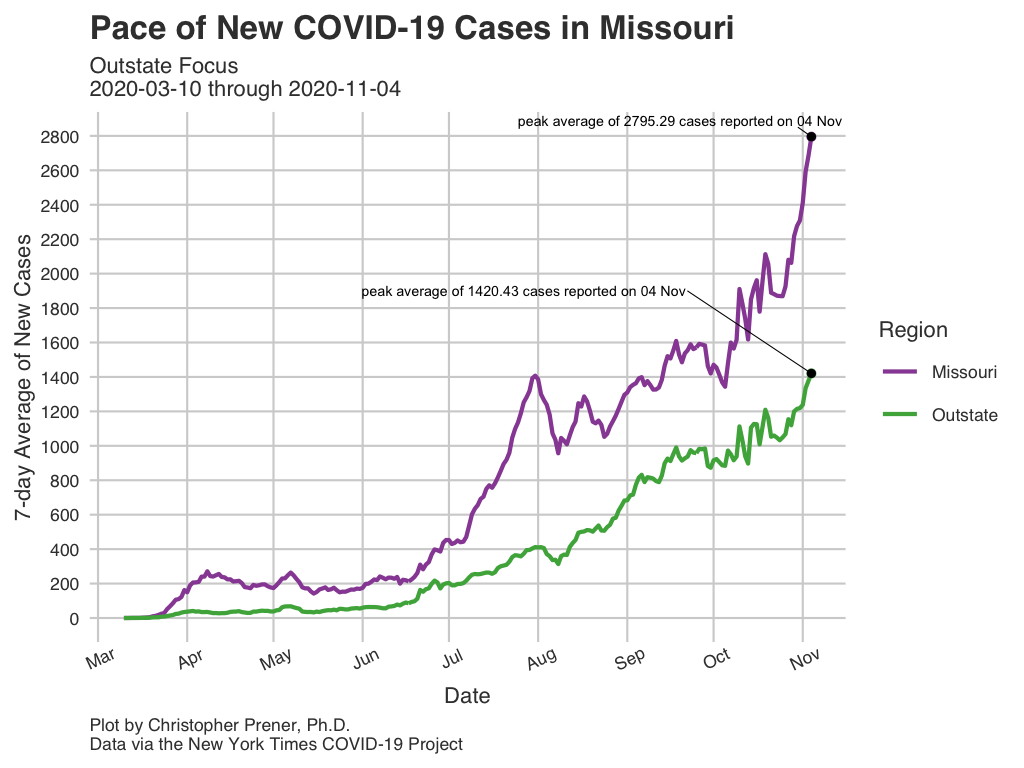 Pace of New COVID-19 Cases in Missouri
Outstate Focus
2020-03-10 through 2020-11-04
peak average of 2795.29 cases reported on 04 Nov
peak average of 1420.43 cases reported on 04 Nov
7-day Average of New Cases
2800
2600
2400
2200
2000
1800
1600
1400
1200
1000
800
600
400
200
0
Mar
Apr
May
Jun
Jul
Aug
Sep
Oct
Nov
Date
Region
Missouri
Outstate
Plot by Christopher Prener, Ph.D.
Data via the New York Times COVID-19 Project